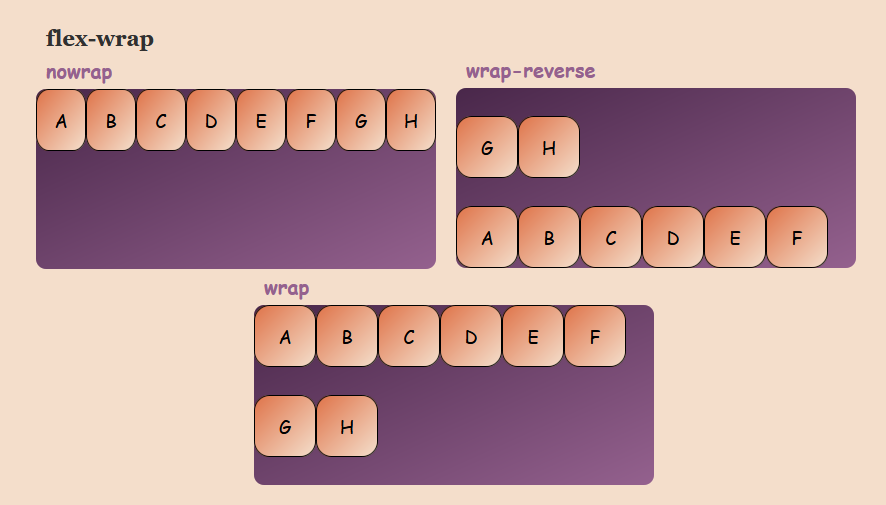 flex-wrap
nowrap
A B C D E F G H
wrap-reverse
G H
A B C D E F
wrap
A B C D E F
G H